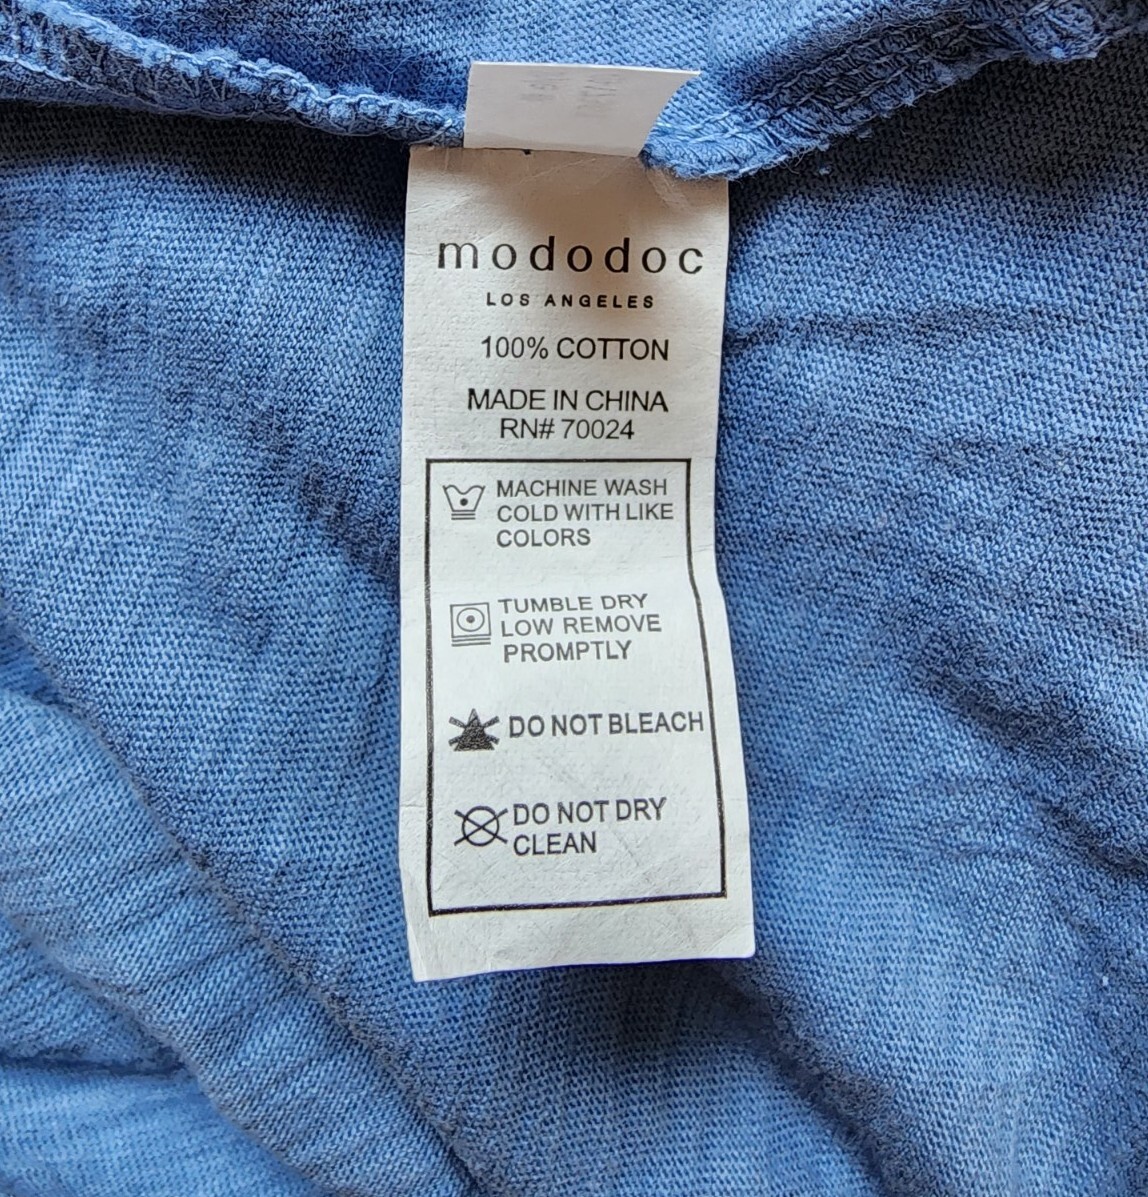 mododoc
LOS ANGELES
100% COTTON
MADE IN CHINA
RN# 70024
MACHINE WASH
COLD WITH LIKE
COLORS
TUMBLE DRY
LOW REMOVE
PROMPTLY
DO NOT BLEACH
DO NOT DRY
CLEAN